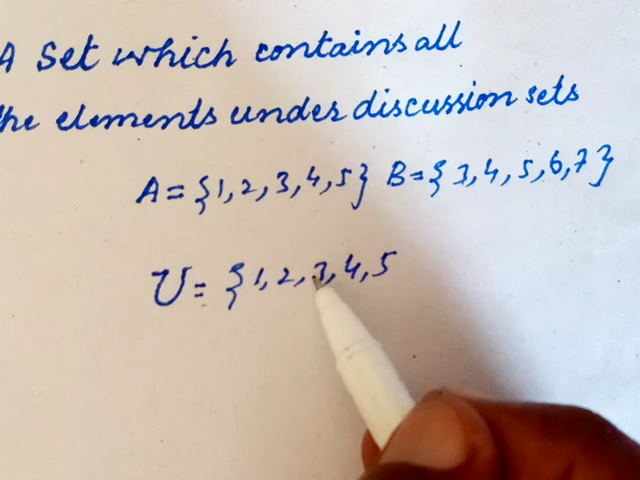 A Set which contains all
the elements under discussion sets
A = {1, 2, 3, 4, 5} B = {3, 4, 5, 6, 7}
U = {1, 2, 3, 4, 5